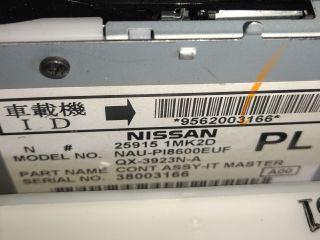 車載機
ID
*9562003166*
NISSAN
N # 25915 1MK2D
MODEL NO. NAU-PI8600EUF
QX-3923N-A
PART NAME CONT ASSY-IT MASTER
SERIAL NO. 38003166
A00
PL